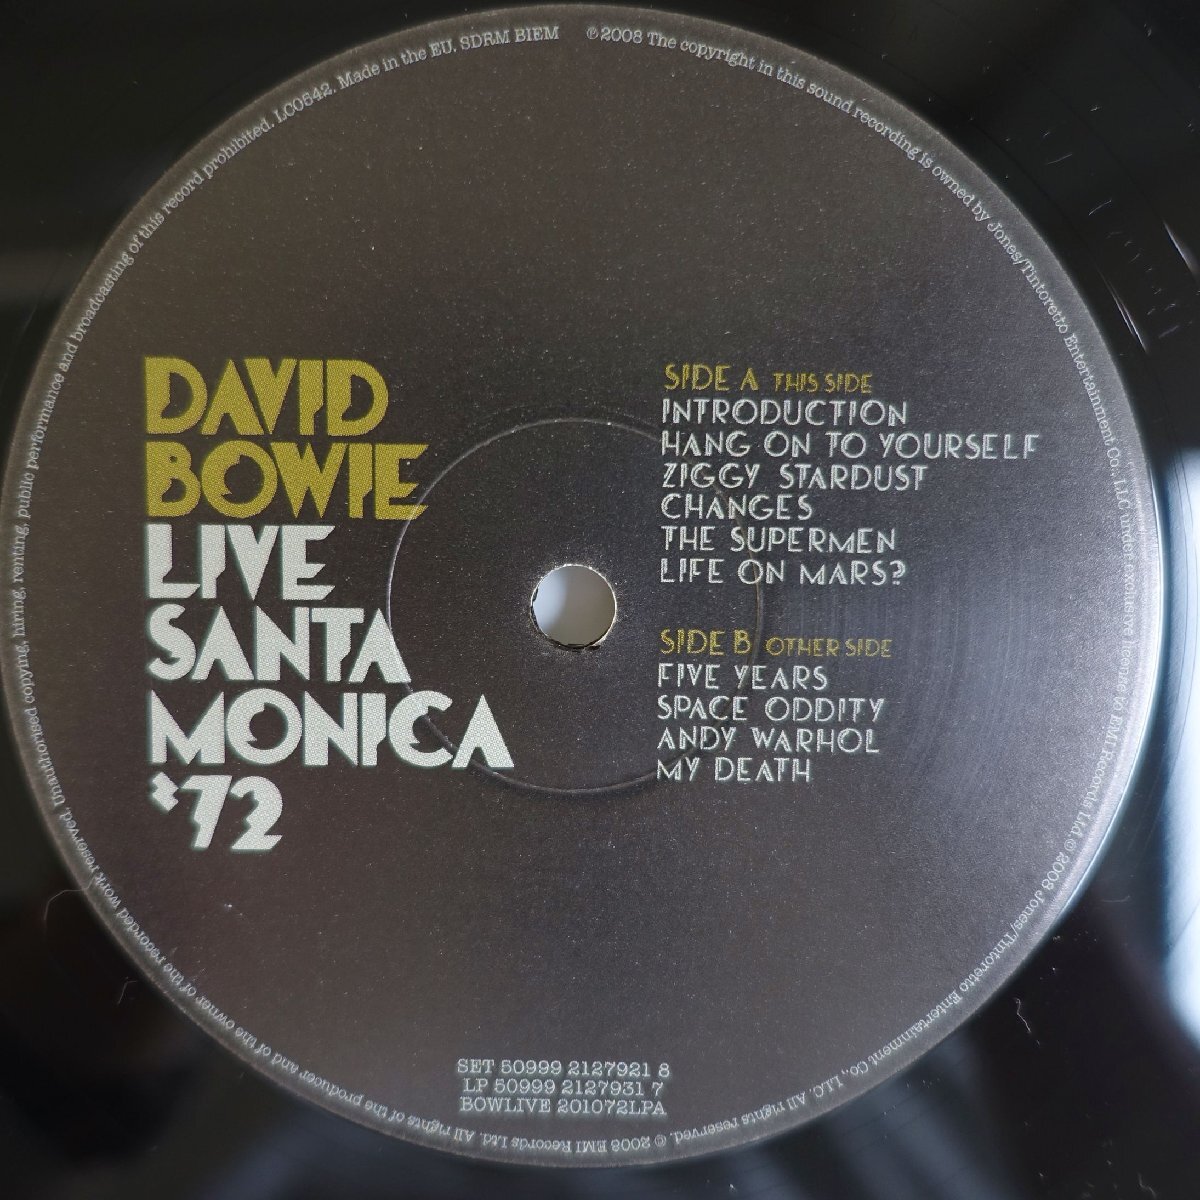 DAVID
BOWIE
LIVE
SANTA
MONICA
'72
SIDE A THIS SIDE
INTRODUCTION
HANG ON TO YOURSELF
ZIGGY STARDUST
CHANGES
THE SUPERMEN
LIFE ON MARS?
SIDE B OTHER SIDE
FIVE YEARS
SPACE ODDITY
ANDY WARHOL
MY DEATH
SET 50999 2127921 8
LP 50999 2127931 7
BOWLIVE 201072LPA
℗2008 The copyright in this sound recording is owned by Jones/Tintoretto Entertainment Co., LLC under exclusive license to EMI Records Ltd. © 2008 Jones/Tintoretto Entertainment Co., LLC. All rights reserved. © 2008 EMI Records Ltd. All rights of the producer and of the owner of the recorded work reserved. Unauthorised copying, hiring, renting, public performance and broadcasting of this record prohibited. LC0542. Made in the EU. SDRM BIEM